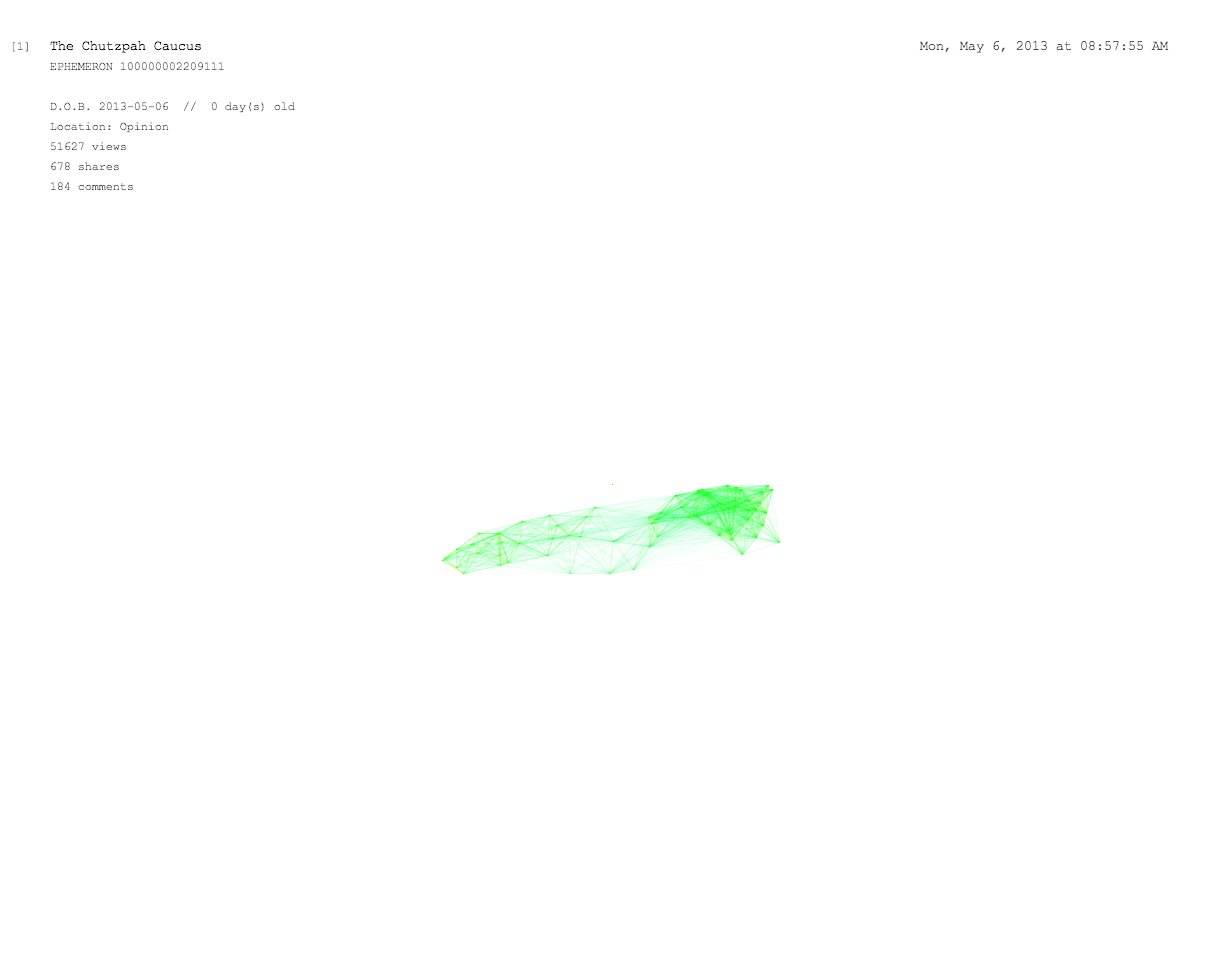 [1] The Chutzpah Caucus
Mon, May 6, 2013 at 08:57:55 AM
EPHEMERON 100000002209111
D.O.B. 2013-05-06 // 0 day(s) old
Location: Opinion
51627 views
678 shares
184 comments